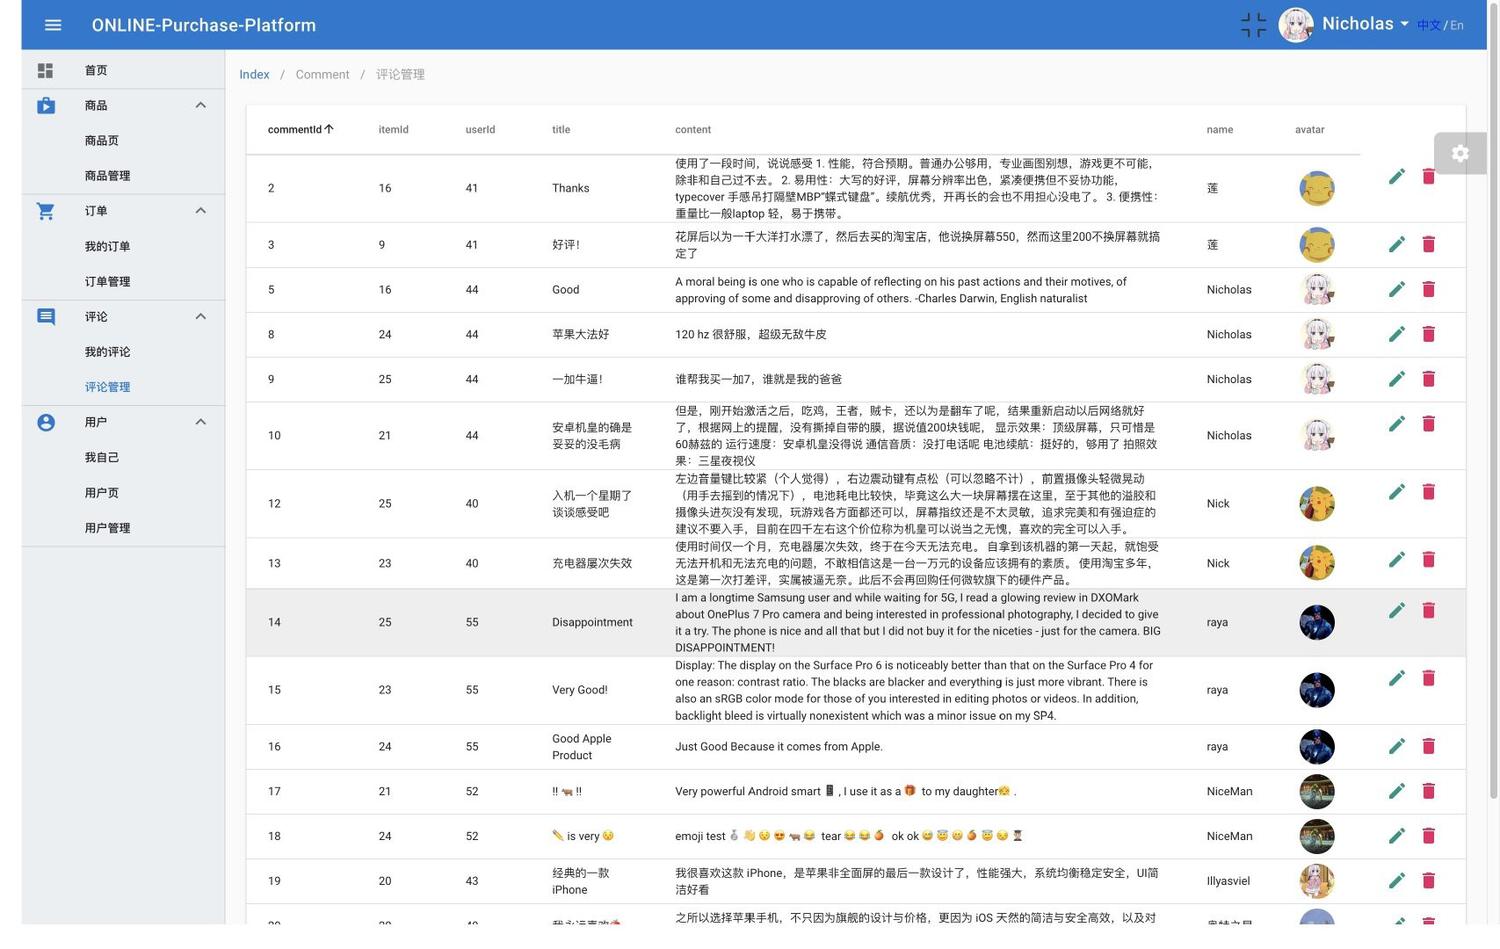 ONLINE-Purchase-Platform
Nicholas
中文 / En
首页
商品
商品页
商品管理
订单
我的订单
订单管理
评论
我的评论
评论管理
用户
我自己
用户页
用户管理
Index / Comment / 评论管理
commentId itemId userId title content name avatar
2 16 41 Thanks
使用了一段时间，说说感受 1. 性能，符合预期。普通办公够用，专业画图别想，游戏更不可能，
除非和自己过不去。 2. 易用性：大写的好评，屏幕分辨率出色，紧凑便携但不妥协功能，
typecover 手感吊打隔壁MBP“蝶式键盘”。续航优秀，开再长的会也不用担心没电了。 3. 便携性：
重量比一般laptop 轻，易于携带。
莲
3 9 41 好评！
花屏后以为一千大洋打水漂了，然后去买的淘宝店，他说换屏幕550，然而这里200不换屏幕就搞
定了
莲
5 16 44 Good
A moral being is one who is capable of reflecting on his past actions and their motives, of
approving of some and disapproving of others. -Charles Darwin, English naturalist
Nicholas
8 24 44 苹果大法好 120 hz 很舒服，超级无敌牛皮 Nicholas
9 25 44 一加牛逼！ 谁帮我买一加7，谁就是我的爸爸 Nicholas
10 21 44
安卓机皇的确是
妥妥的没毛病
但是，刚开始激活之后，吃鸡，王者，贼卡，还以为是翻车了呢，结果重新启动以后网络就好
了，根据网上的提醒，没有撕掉自带的膜，据说值200块钱呢， 显示效果：顶级屏幕，只可惜是
60赫兹的 运行速度：安卓机皇没得说 通信音质：没打电话呢 电池续航：挺好的，够用了 拍照效
果：三星夜视仪
Nicholas
12 25 40
入机一个星期了
谈谈感受吧
左边音量键比较紧（个人觉得），右边震动键有点松（可以忽略不计），前置摄像头轻微晃动
（用手去摇到的情况下），电池耗电比较快，毕竟这么大一块屏幕摆在这里，至于其他的溢胶和
摄像头进灰没有发现，玩游戏各方面都还可以，屏幕指纹还是不太灵敏，追求完美和有强迫症的
建议不要入手，目前在四千左右这个价位称为机皇可以说当之无愧，喜欢的完全可以入手。
Nick
13 23 40 充电器屡次失效
使用时间仅一个月，充电器屡次失效，终于在今天无法充电。 自拿到该机器的第一天起，就饱受
无法开机和无法充电的问题，不敢相信这是一台一万元的设备应该拥有的素质。 使用淘宝多年，
这是第一次打差评，实属被逼无奈。此后不会再回购任何微软旗下的硬件产品。
Nick
14 25 55 Disappointment
I am a longtime Samsung user and while waiting for 5G, I read a glowing review in DXOMark
about OnePlus 7 Pro camera and being interested in professional photography, I decided to give
it a try. The phone is nice and all that but I did not buy it for the niceties - just for the camera. BIG
DISAPPOINTMENT!
raya
15 23 55 Very Good!
Display: The display on the Surface Pro 6 is noticeably better than that on the Surface Pro 4 for
one reason: contrast ratio. The blacks are blacker and everything is just more vibrant. There is
also an sRGB color mode for those of you interested in editing photos or videos. In addition,
backlight bleed is virtually nonexistent which was a minor issue on my SP4.
raya
16 24 55
Good Apple
Product
Just Good Because it comes from Apple.
raya
17 21 52 !! 🐂 !! Very powerful Android smart 📱 , I use it as a 🎁 to my daughter . NiceMan
18 24 52 ✏️ is very emoji test tear 😂 😂 ok ok NiceMan
19 20 43
经典的一款
iPhone
我很喜欢这款 iPhone，是苹果非全面屏的最后一款设计了，性能强大，系统均衡稳定安全，UI简
洁好看
Illyasviel
之所以选择苹果手机，不只因为旗舰的设计与价格，更因为 iOS 天然的简洁与安全高效，以及对